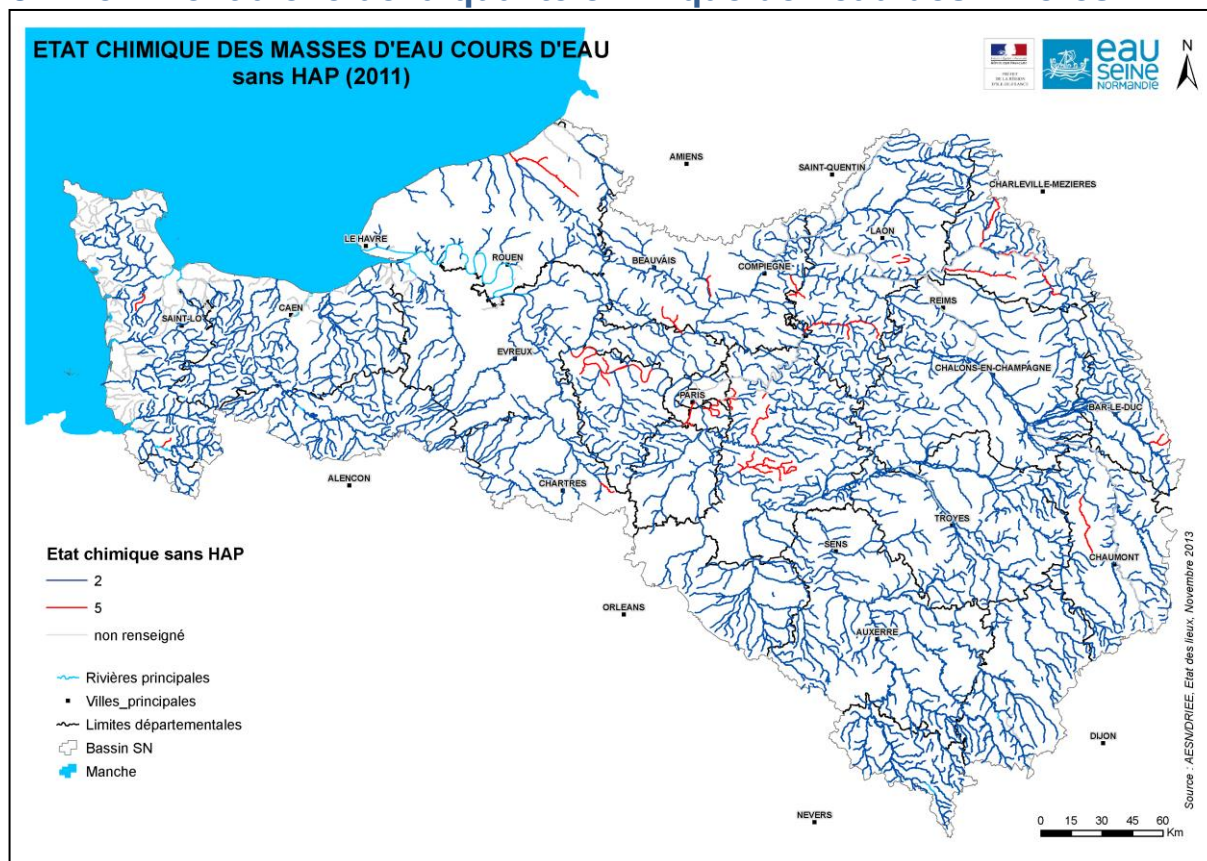 ETAT CHIMIQUE DES MASSES D'EAU COURS D'EAU
sans HAP (2011)
eau
SEINE
NORMANDIE
N
AMIENS
SAINT-QUENTIN
CHARLEVILLE-MEZIERES
LE HAVRE
ROUEN
BEAUVAIS
COMPIEGNE
LAON
REIMS
SAINT-LO
CAEN
EVREUX
PARIS
CHALONS-EN-CHAMPAGNE
BAR-LE-DUC
ALENCON
CHARTRES
TROYES
SENS
CHAUMONT
ORLEANS
AUXERRE
DIJON
NEVERS
Etat chimique sans HAP
2
5
non renseigné
Rivières principales
Villes_principales
Limites départementales
Bassin SN
Manche
0 15 30 45 60
Km
Source : AESN/DRIEE, Etat des lieux, Novembre 2013